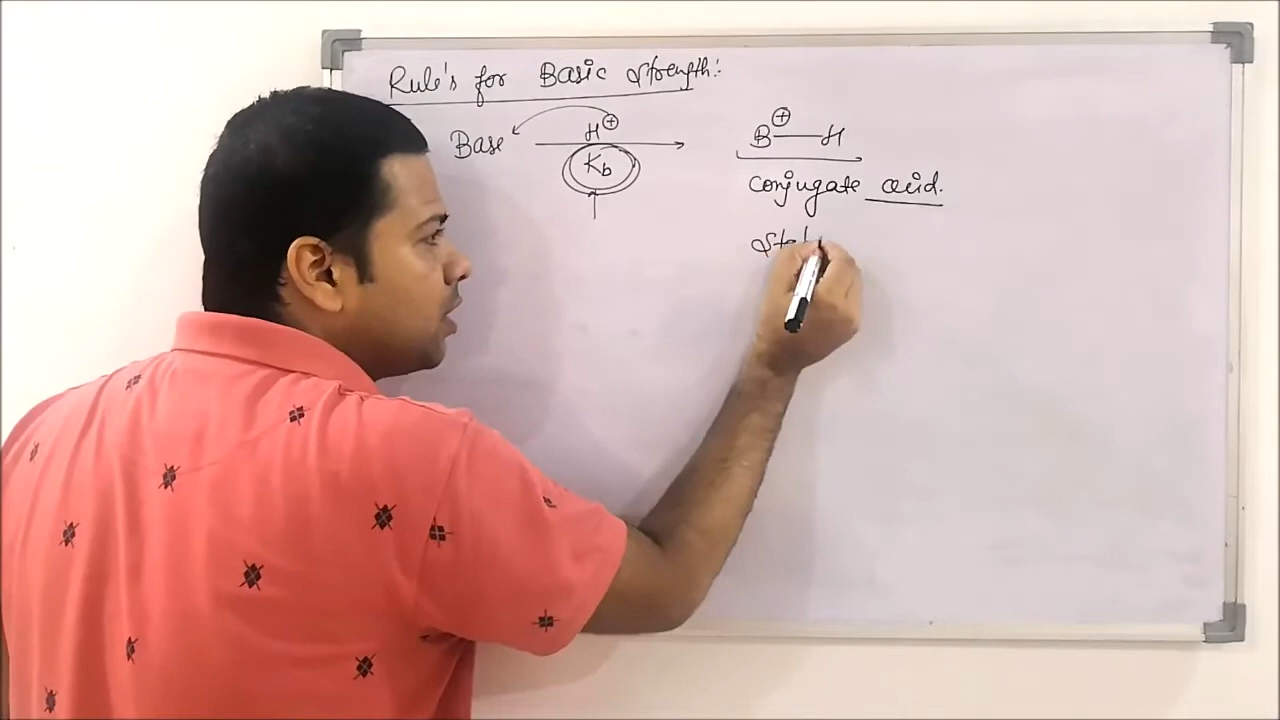 Rule's for Basic Strength:
Base H⊕ B⊕—H
Kb
conjugate acid.